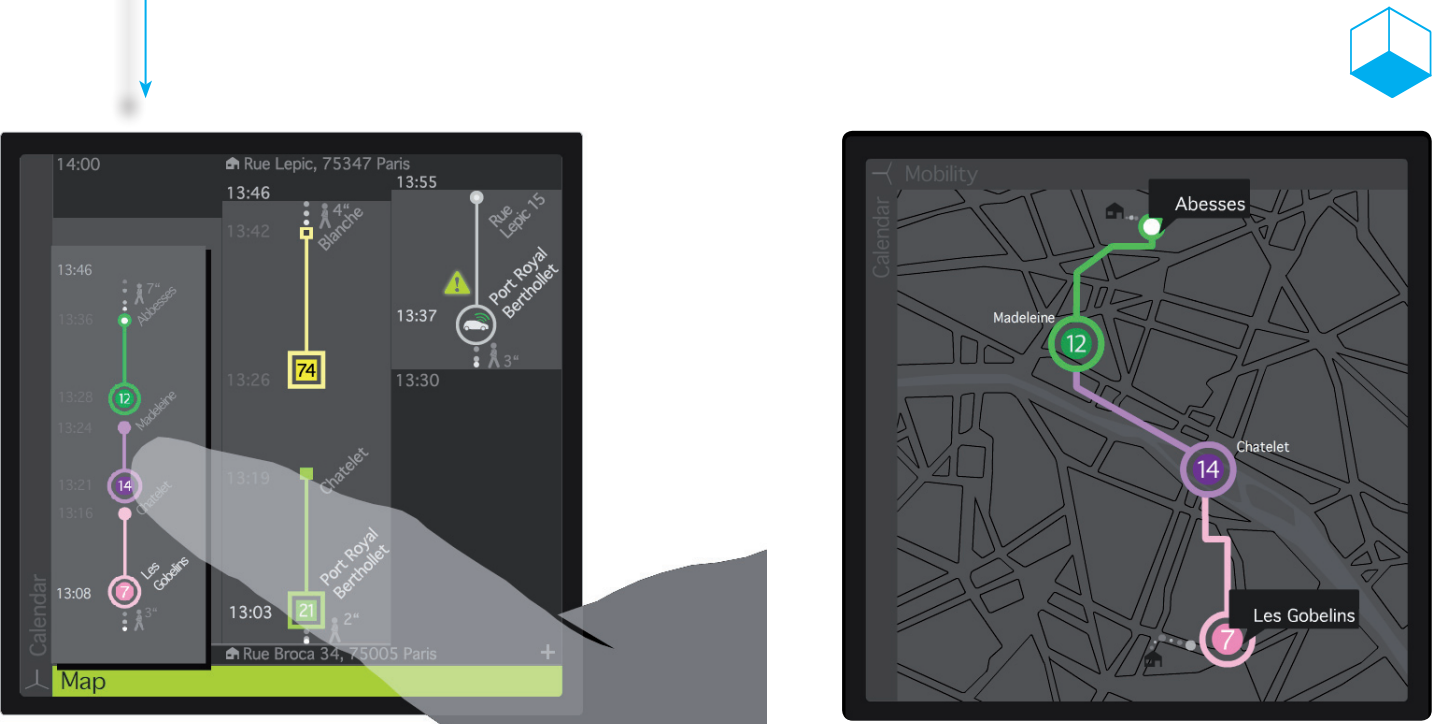 14:00
Rue Lepic, 75347 Paris
13:46
7"
Abbesses
13:36
12
13:28
Madeleine
13:24
14
13:21
Chatelet
13:16
Les
Gobelins
7
13:08
3"
13:46
4"
Blanche
13:42
74
13:26
13:19
Chatelet
Port Royal
Berthollet
21
13:03
2"
13:55
Rue
Lepic 15
Port Royal
Berthollet
13:37
3"
13:30
Rue Broca 34, 75005 Paris
+
Calendar
Map
Mobility
Calendar
Abesses
Madeleine
12
Chatelet
14
Les Gobelins
7